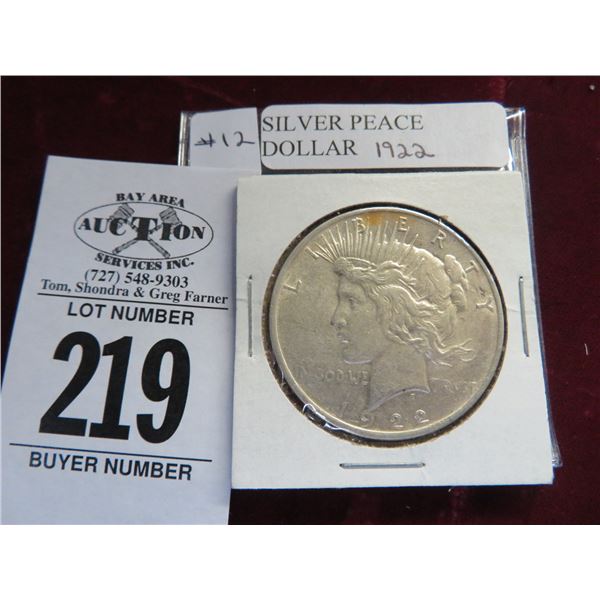 #12
SILVER PEACE
DOLLAR 1922
BAY AREA
AUCTION
SERVICES INC.
(727) 548-9303
Tom, Shondra & Greg Farner
LOT NUMBER
219
BUYER NUMBER
LIBERTY
IN GOD WE TRVST
1922